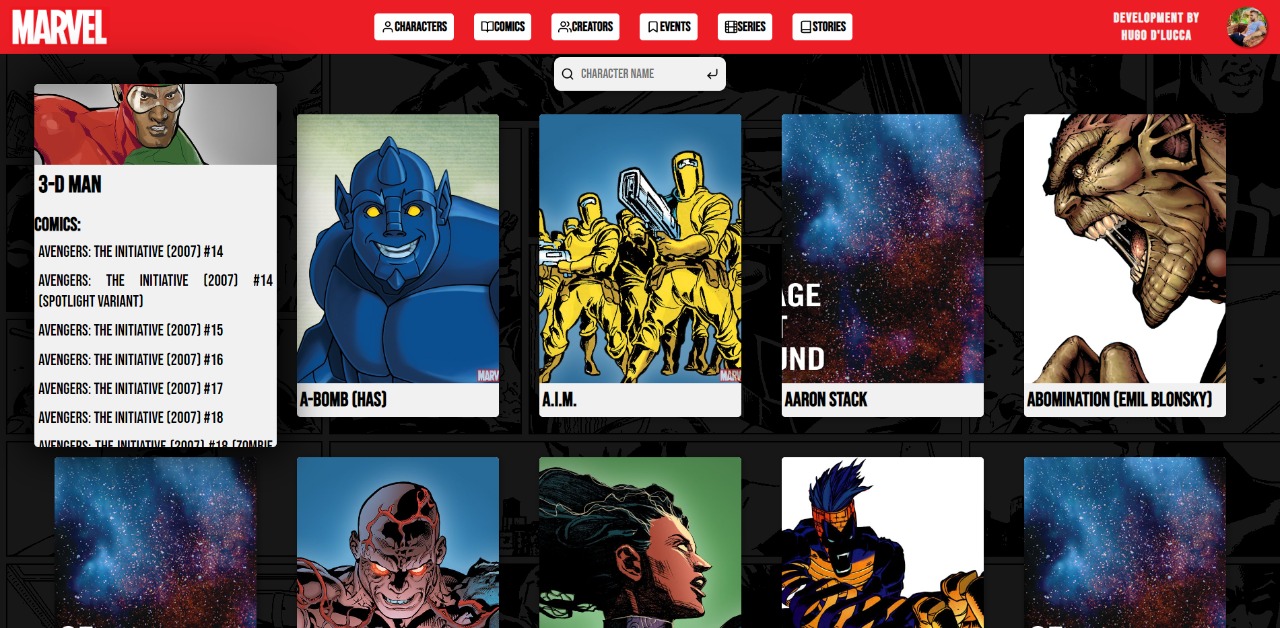 MARVEL
CHARACTERS
COMICS
CREATORS
EVENTS
SERIES
STORIES
DEVELOPMENT BY
HUGO D'LUCCA
CHARACTER NAME
3-D MAN
COMICS:
AVENGERS: THE INITIATIVE (2007) #14
AVENGERS: THE INITIATIVE (2007) #14
(SPOTLIGHT VARIANT)
AVENGERS: THE INITIATIVE (2007) #15
AVENGERS: THE INITIATIVE (2007) #16
AVENGERS: THE INITIATIVE (2007) #17
AVENGERS: THE INITIATIVE (2007) #18
AVENGERS: THE INITIATIVE (2007) #18 (ZOMBIE
MARV
A-BOMB (HAS)
MARV
A.I.M.
AGE
T
UND
AARON STACK
ABOMINATION (EMIL BLONSKY)